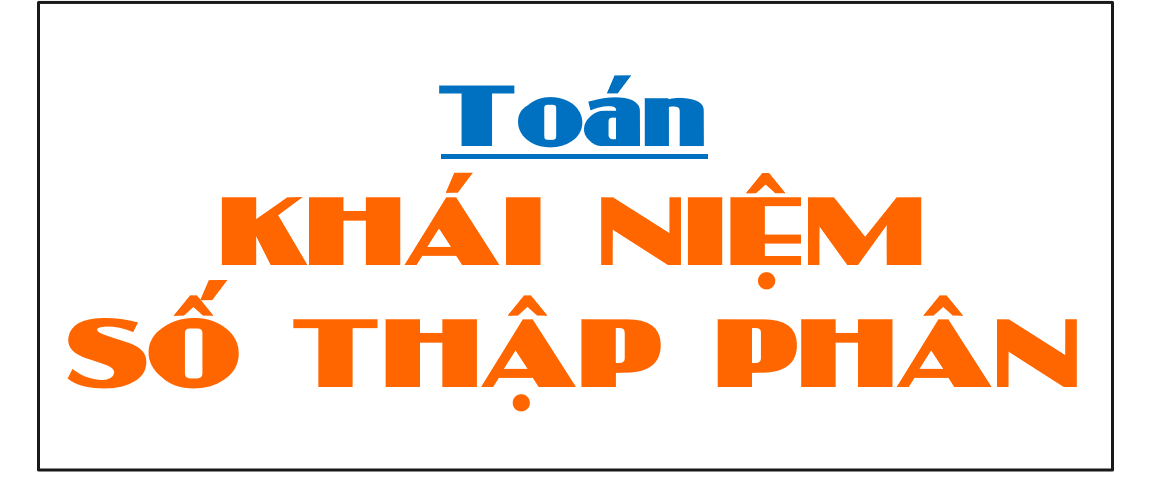 Toán
KHÁI NIỆM
SỐ THẬP PHÂN